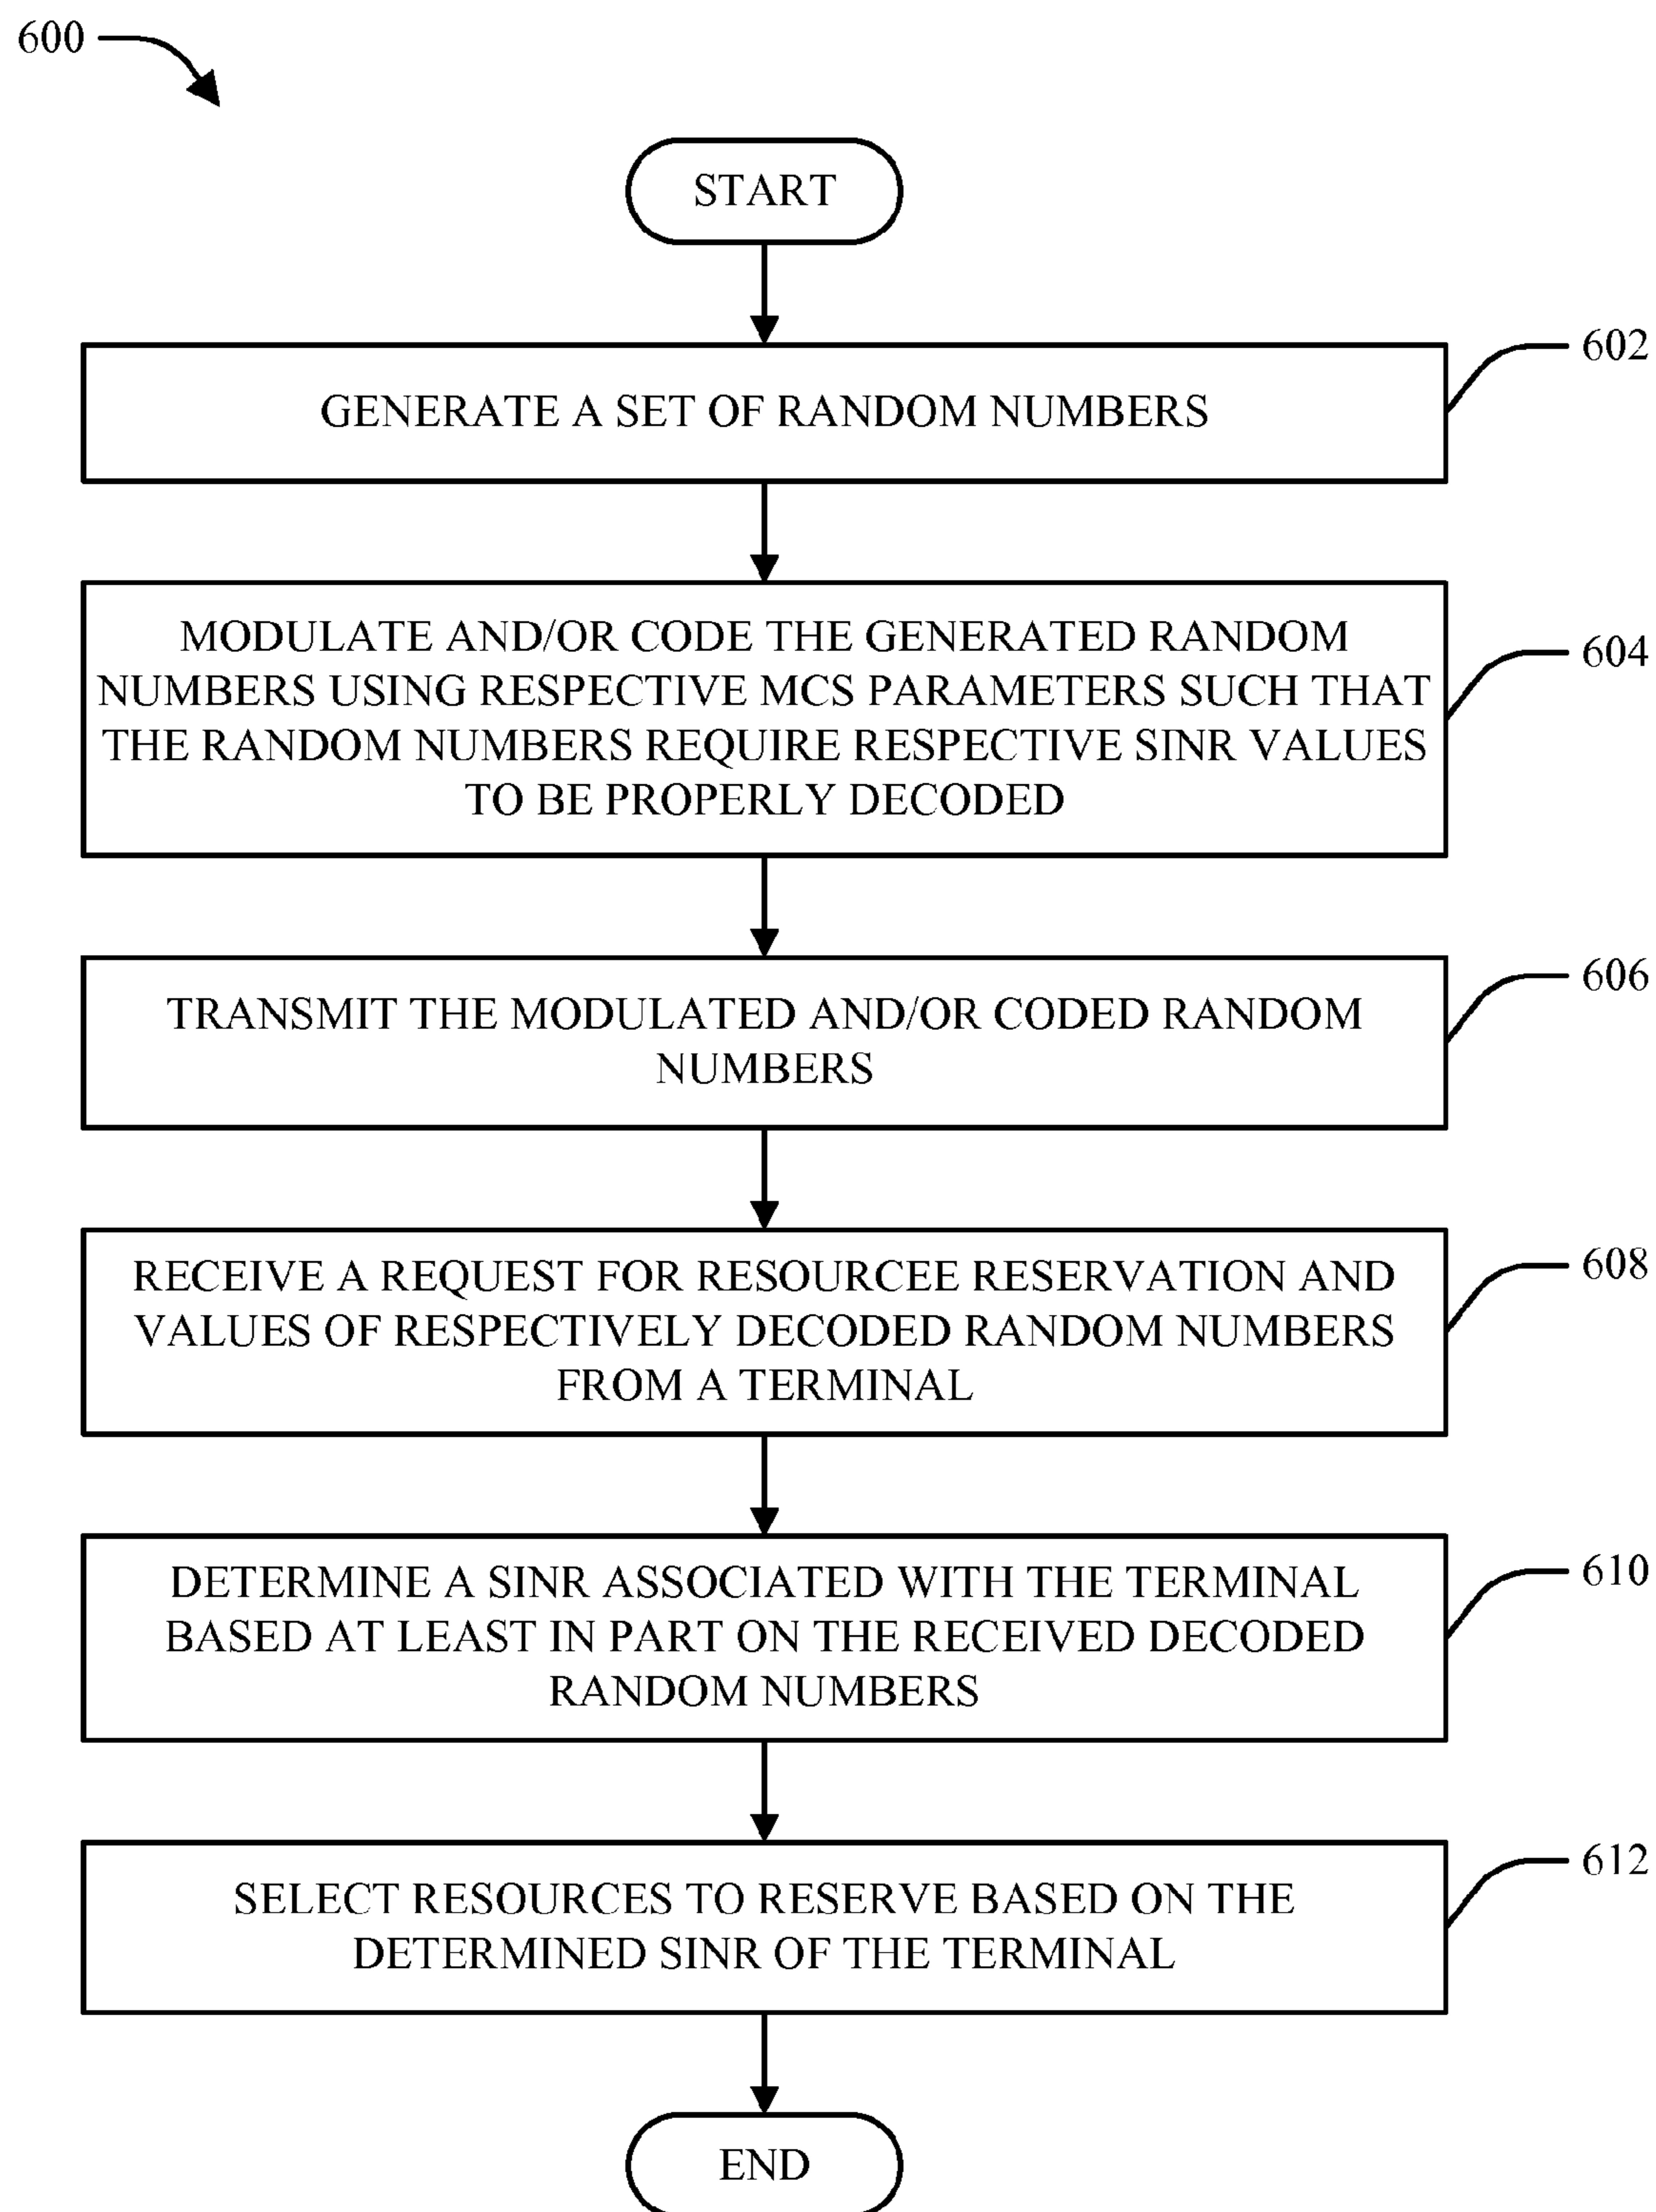 600
START
602
GENERATE A SET OF RANDOM NUMBERS
604
MODULATE AND/OR CODE THE GENERATED RANDOM
NUMBERS USING RESPECTIVE MCS PARAMETERS SUCH THAT
THE RANDOM NUMBERS REQUIRE RESPECTIVE SINR VALUES
TO BE PROPERLY DECODED
606
TRANSMIT THE MODULATED AND/OR CODED RANDOM
NUMBERS
608
RECEIVE A REQUEST FOR RESOURCEE RESERVATION AND
VALUES OF RESPECTIVELY DECODED RANDOM NUMBERS
FROM A TERMINAL
610
DETERMINE A SINR ASSOCIATED WITH THE TERMINAL
BASED AT LEAST IN PART ON THE RECEIVED DECODED
RANDOM NUMBERS
612
SELECT RESOURCES TO RESERVE BASED ON THE
DETERMINED SINR OF THE TERMINAL
END